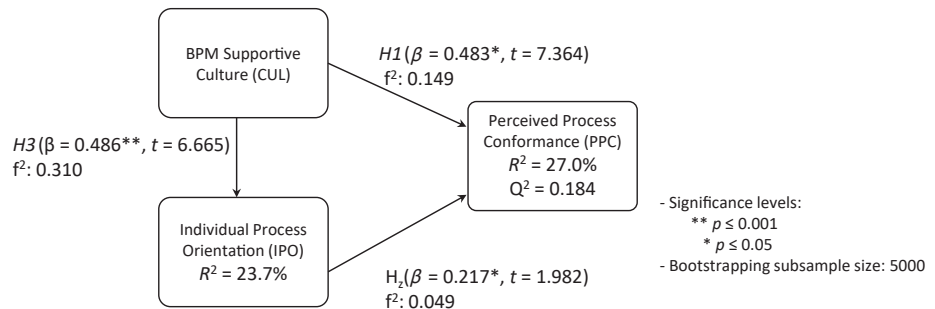 BPM Supportive
Culture (CUL)
H1(β = 0.483*, t = 7.364)
f²: 0.149
Perceived Process
Conformance (PPC)
R² = 27.0%
Q² = 0.184
H3(β = 0.486**, t = 6.665)
f²: 0.310
Individual Process
Orientation (IPO)
R² = 23.7%
H₂(β = 0.217*, t = 1.982)
f²: 0.049
- Significance levels:
** p ≤ 0.001
* p ≤ 0.05
- Bootstrapping subsample size: 5000